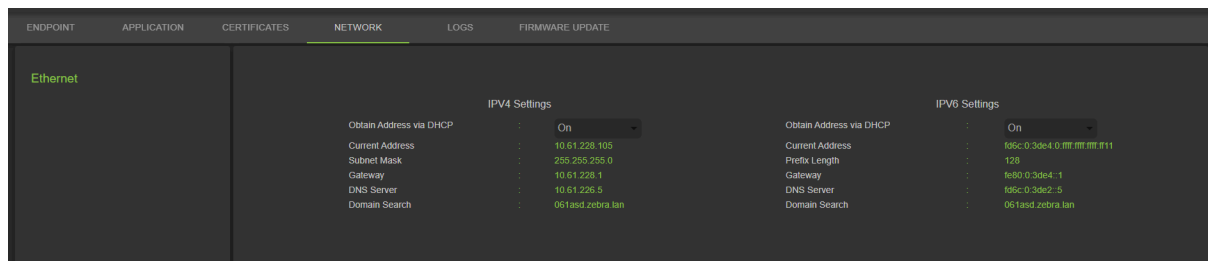 ENDPOINT APPLICATION CERTIFICATES NETWORK LOGS FIRMWARE UPDATE
Ethernet
IPV4 Settings
Obtain Address via DHCP : On
Current Address : 10.61.228.105
Subnet Mask : 255.255.255.0
Gateway : 10.61.228.1
DNS Server : 10.61.226.5
Domain Search : 061asd.zebra.lan
IPV6 Settings
Obtain Address via DHCP : On
Current Address : fd6c:0:3de4:0:ffff:ffff:ffff:ff11
Prefix Length : 128
Gateway : fe80:0:3de4::1
DNS Server : fd6c:0:3de2::5
Domain Search : 061asd.zebra.lan